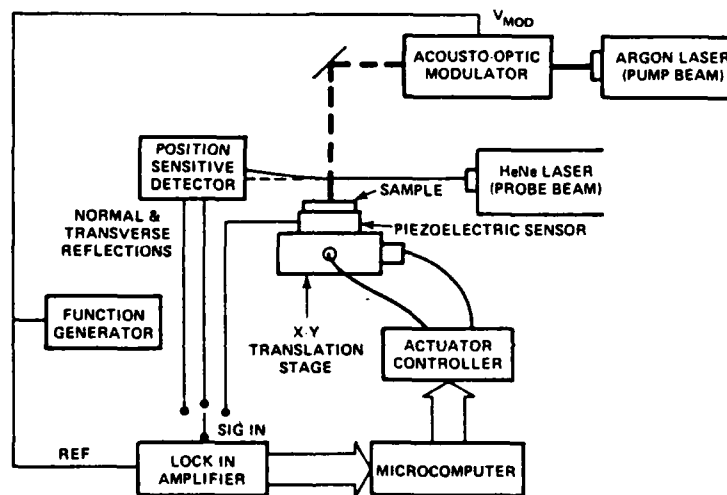 V_MOD
ACOUSTO-OPTIC
MODULATOR
ARGON LASER
(PUMP BEAM)
POSITION
SENSITIVE
DETECTOR
HeNe LASER
(PROBE BEAM)
SAMPLE
NORMAL &
TRANSVERSE
REFLECTIONS
PIEZOELECTRIC SENSOR
FUNCTION
GENERATOR
X-Y
TRANSLATION
STAGE
ACTUATOR
CONTROLLER
SIG IN
REF
LOCK IN
AMPLIFIER
MICROCOMPUTER